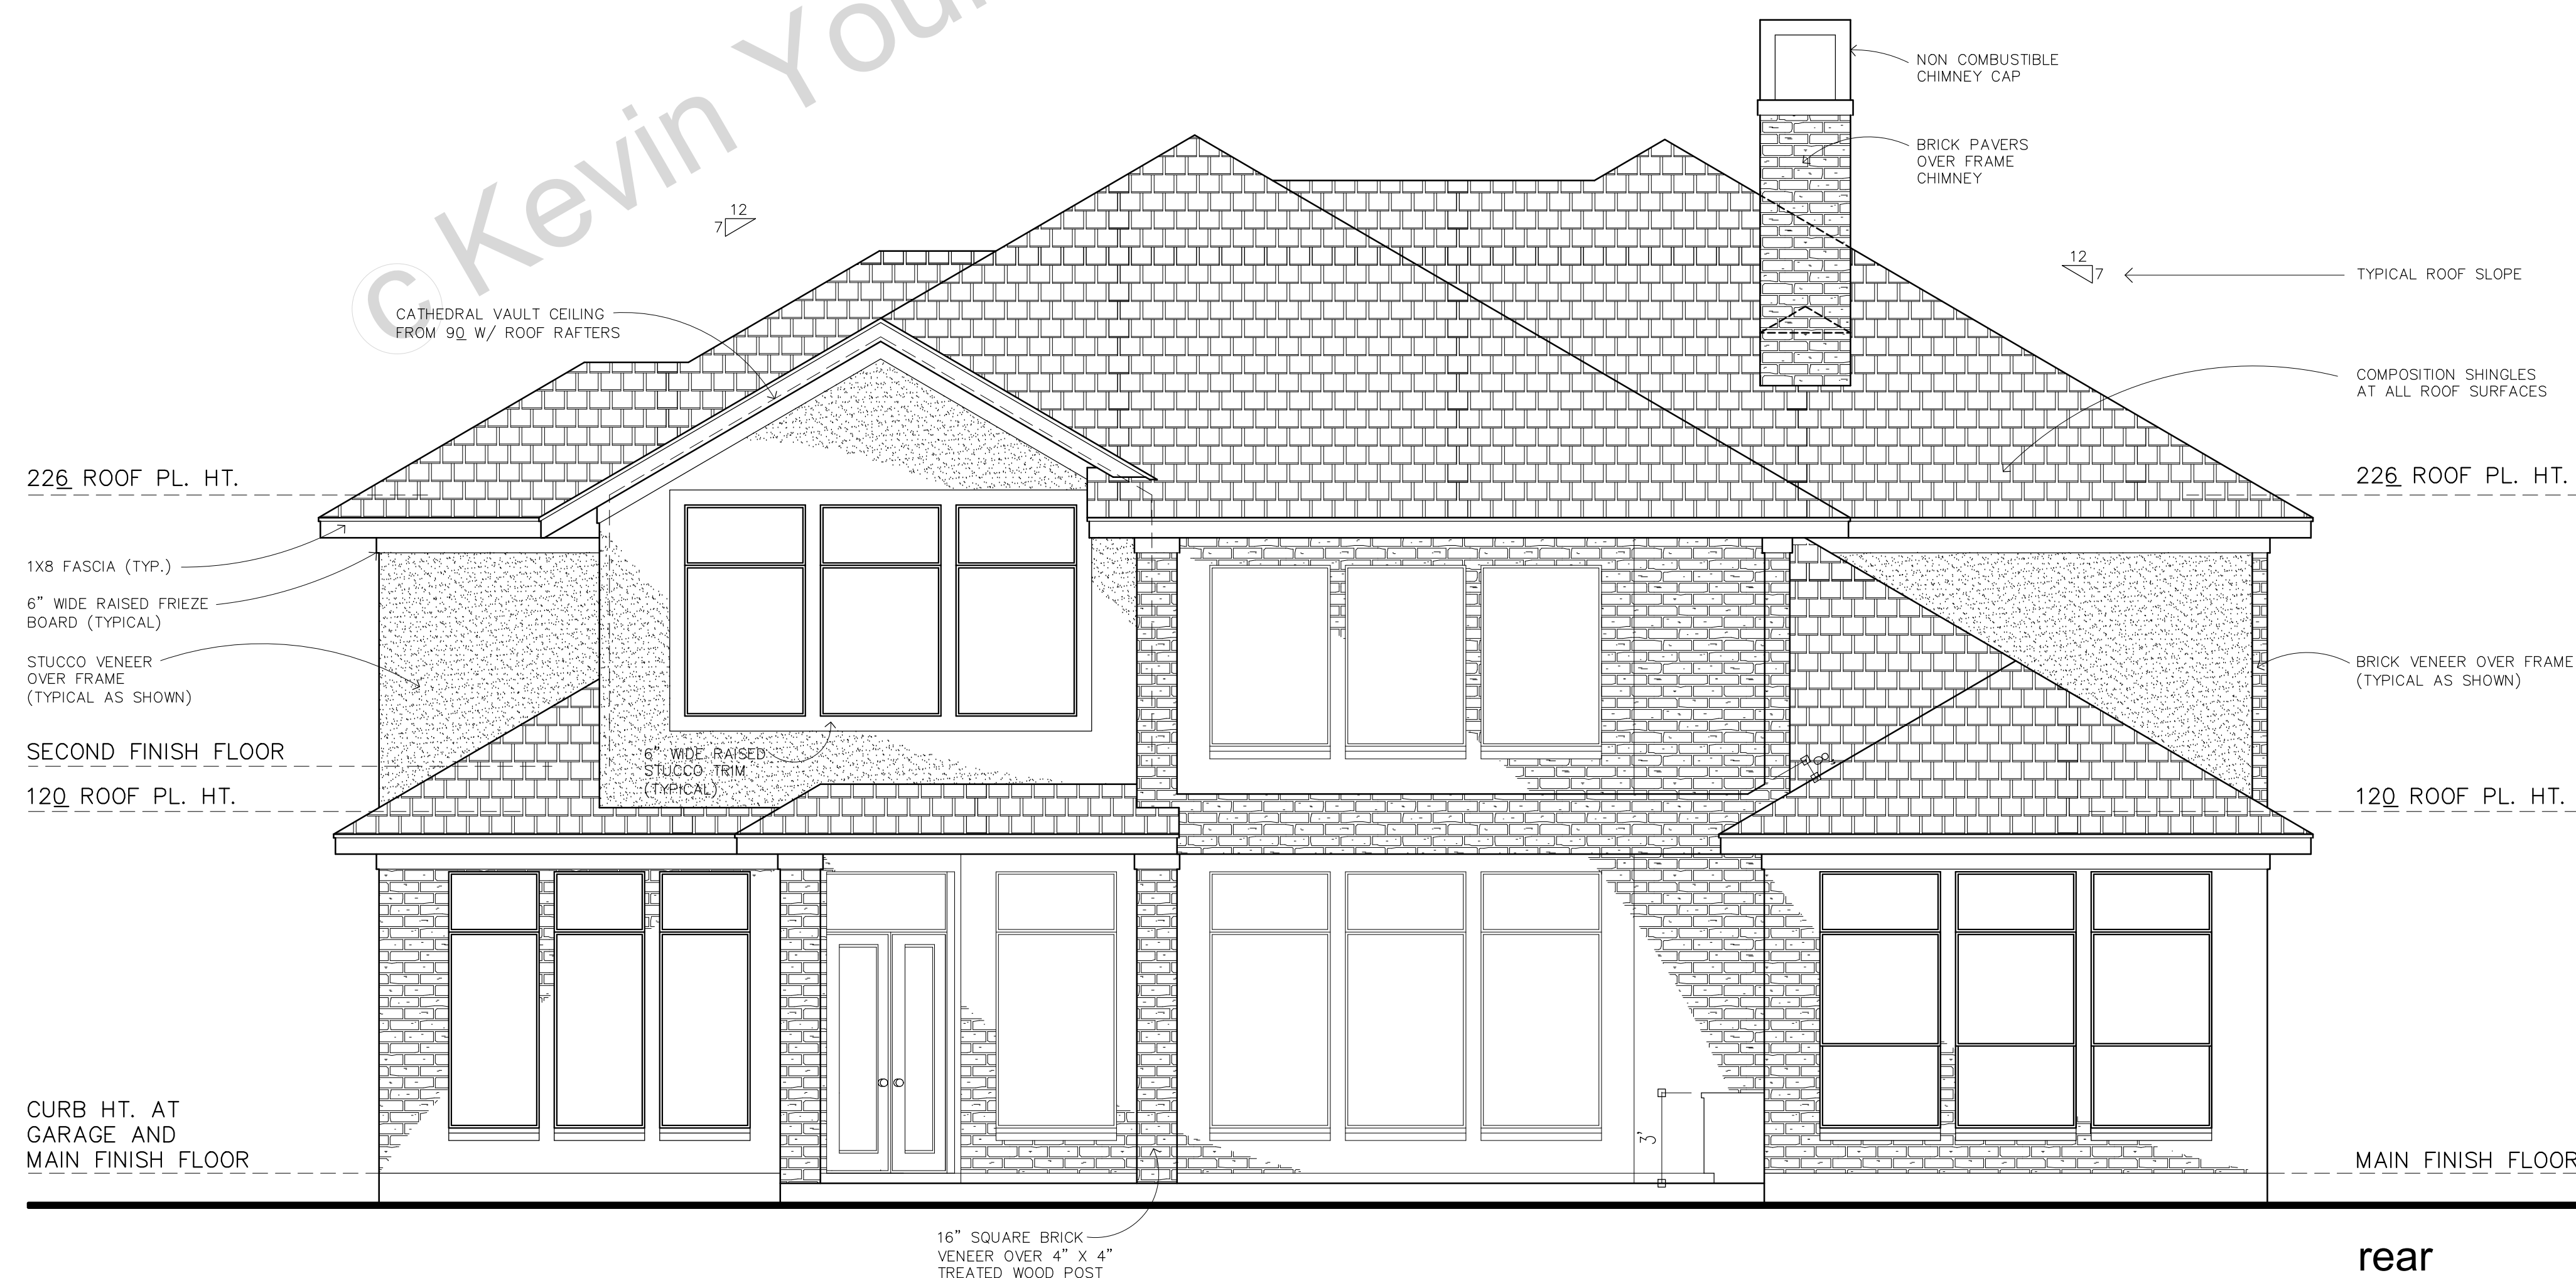 © Kevin You
NON COMBUSTIBLE
CHIMNEY CAP
BRICK PAVERS
OVER FRAME
CHIMNEY
12
7
12
7
TYPICAL ROOF SLOPE
CATHEDRAL VAULT CEILING
FROM 90 W/ ROOF RAFTERS
COMPOSITION SHINGLES
AT ALL ROOF SURFACES
226 ROOF PL. HT.
226 ROOF PL. HT.
1X8 FASCIA (TYP.)
6" WIDE RAISED FRIEZE
BOARD (TYPICAL)
STUCCO VENEER
OVER FRAME
(TYPICAL AS SHOWN)
BRICK VENEER OVER FRAME
(TYPICAL AS SHOWN)
SECOND FINISH FLOOR
6" WIDE RAISED
STUCCO TRIM
(TYPICAL)
120 ROOF PL. HT.
120 ROOF PL. HT.
CURB HT. AT
GARAGE AND
MAIN FINISH FLOOR
3'
MAIN FINISH FLOOR
16" SQUARE BRICK
VENEER OVER 4" X 4"
TREATED WOOD POST
rear